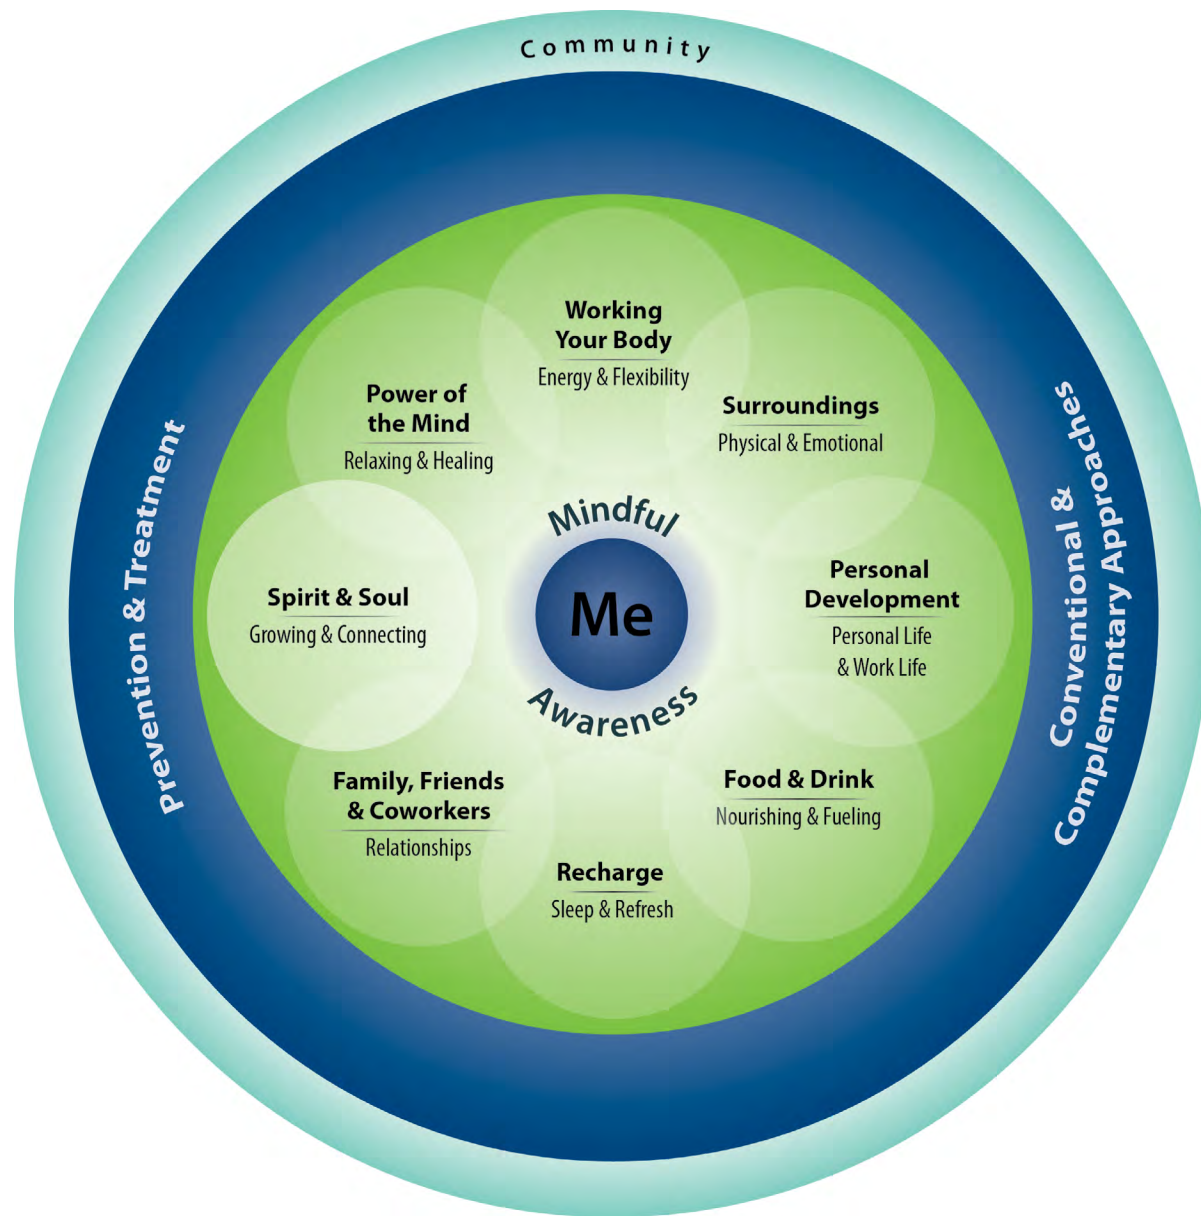 Community
Working
Your Body
Energy & Flexibility
Surroundings
Physical & Emotional
Personal
Development
Personal Life
& Work Life
Food & Drink
Nourishing & Fueling
Recharge
Sleep & Refresh
Family, Friends
& Coworkers
Relationships
Spirit & Soul
Growing & Connecting
Power of
the Mind
Relaxing & Healing
Mindful
Me
Awareness
Prevention & Treatment
Conventional &
Complementary Approaches